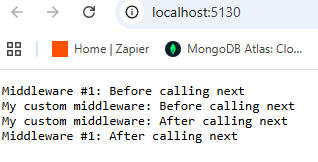 localhost:5130
Home | Zapier
MongoDB Atlas: Clo...
Middleware #1: Before calling next
My custom middleware: Before calling next
My custom middleware: After calling next
Middleware #1: After calling next